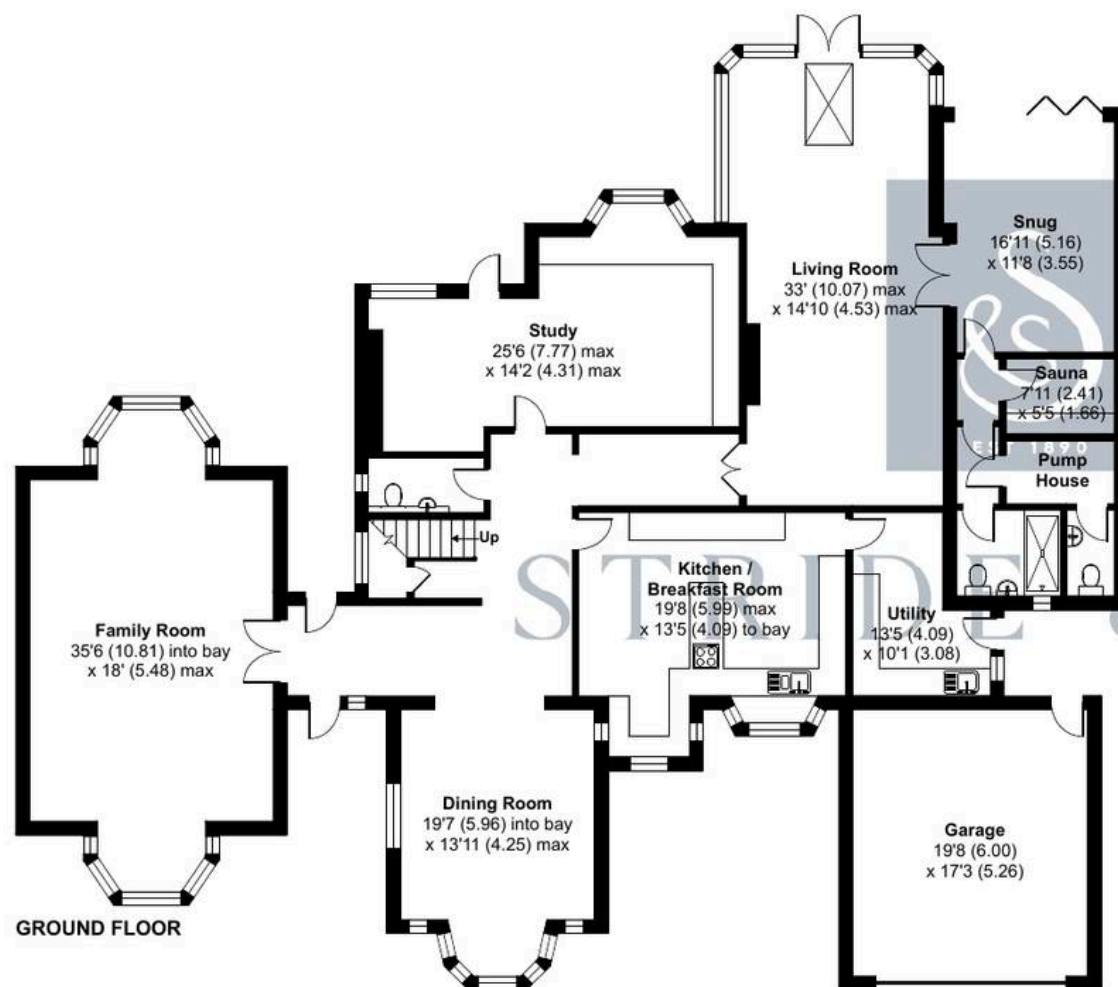 Snug
16'11 (5.16)
x 11'8 (3.55)
Living Room
33' (10.07) max
x 14'10 (4.53) max
Study
25'6 (7.77) max
x 14'2 (4.31) max
Sauna
7'11 (2.41)
x 5'5 (1.66)
&S
EST 1890
Pump
House
Up
STRIDE &
Kitchen /
Breakfast Room
19'8 (5.99) max
x 13'5 (4.09) to bay
Family Room
35'6 (10.81) into bay
x 18' (5.48) max
Utility
13'5 (4.09)
x 10'1 (3.08)
Dining Room
19'7 (5.96) into bay
x 13'11 (4.25) max
Garage
19'8 (6.00)
x 17'3 (5.26)
GROUND FLOOR